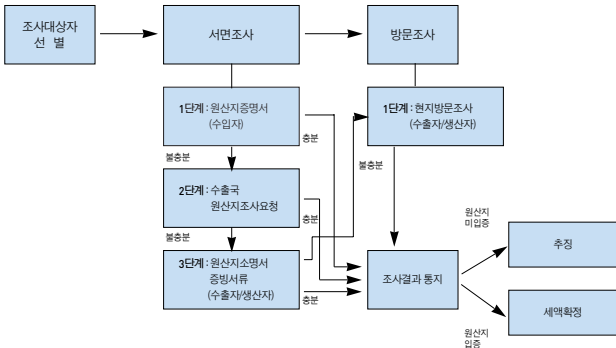 조사대상자
선 별
서면조사
방문조사
1단계 : 원산지증명서
(수입자)
1단계 : 현지방문조사
(수출자/생산자)
충분
불충분
불충분
2단계 : 수출국
원산지조사요청
불충분
충분
3단계 : 원산지소명서
증빙서류
(수출자/생산자)
충분
조사결과 통지
원산지
미입증
추징
세액확정
원산지
입증